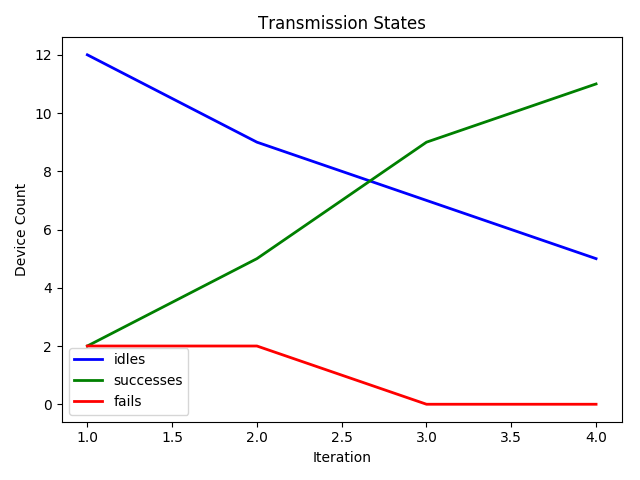 Transmission States
Device Count
12
10
8
6
4
2
0
idles
successes
fails
1.0 1.5 2.0 2.5 3.0 3.5 4.0
Iteration